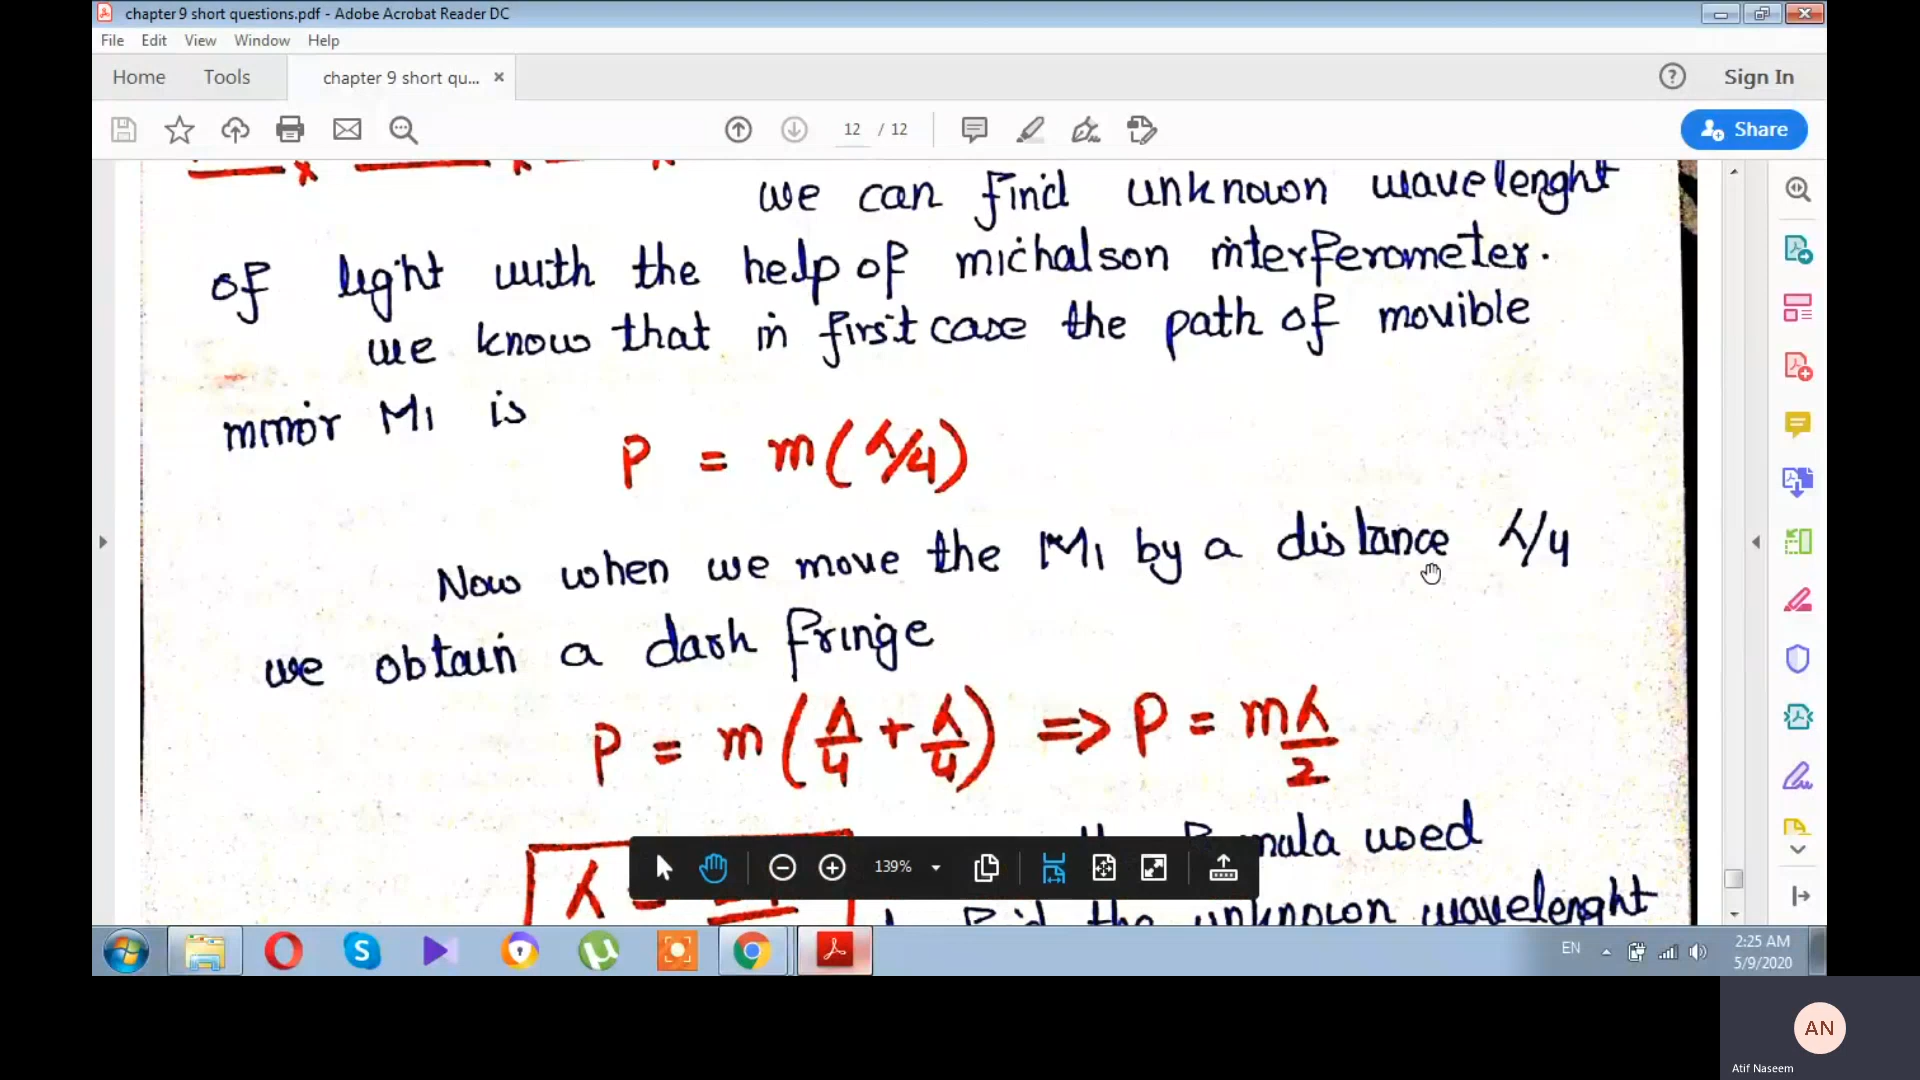 chapter 9 short questions.pdf - Adobe Acrobat Reader DC
File Edit View Window Help
Home Tools chapter 9 short qu... × Sign In
12 / 12 Share
we can find unknown wavelenght
of light with the help of michalson interferometer.
we know that in first case the path of movible
mirror M1 is
P = m(λ/4)
Now when we move the M1 by a distance λ/4
we obtain a dark fringe
P = m(λ/4 + λ/4) => P = mλ/2
used
λ =
139%
the unknown wavelenght
EN 2:25 AM
5/9/2020
AN
Atif Naseem